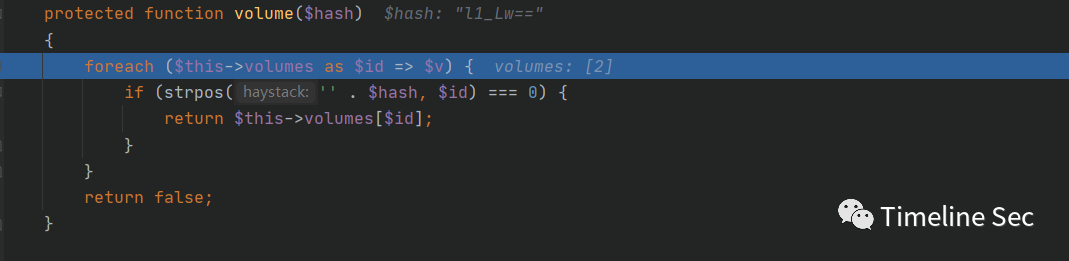 protected function volume($hash)  $hash: "l1_Lw=="
{
    foreach ($this->volumes as $id => $v) {  volumes: [2]
        if (strpos( haystack: '' . $hash, $id) === 0) {
            return $this->volumes[$id];
        }
    }
    return false;
}
Timeline Sec